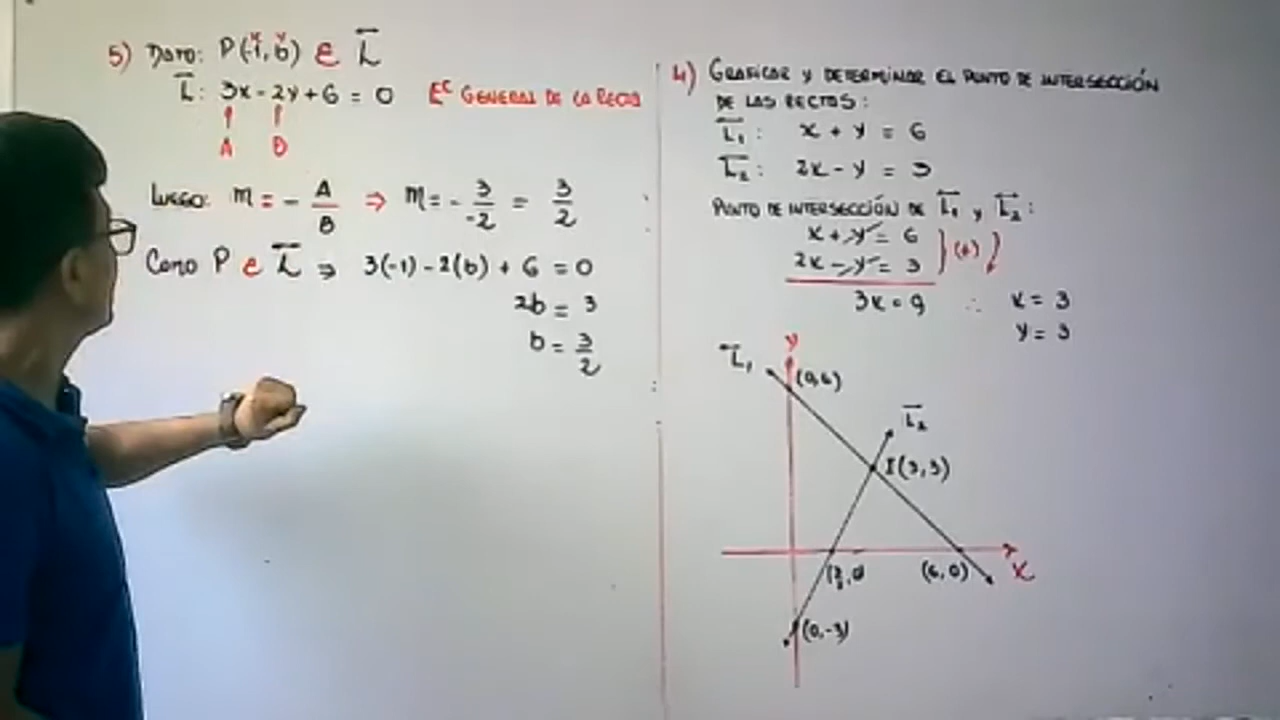 5) DATO: P(-1, b) ∈ L
x y
L: 3x - 2y + 6 = 0 Ec GENERAL DE LA RECTA
A B
LUEGO: m = - A/B ⇒ m = - 3/-2 = 3/2
COMO P ∈ L ⇒ 3(-1) - 2(b) + 6 = 0
2b = 3
b = 3/2
4) GRAFICAR Y DETERMINAR EL PUNTO DE INTERSECCIÓN
DE LAS RECTAS:
L₁: x + y = 6
L₂: 2x - y = 3
PUNTO DE INTERSECCIÓN DE L₁ y L₂:
x + y = 6
2x - y = 3 } (+)
3x = 9 ∴ x = 3
y = 3
y
L₁
(0,6)
L₂
I(3,3)
(3/2,0)
(6,0)
x
(0,-3)